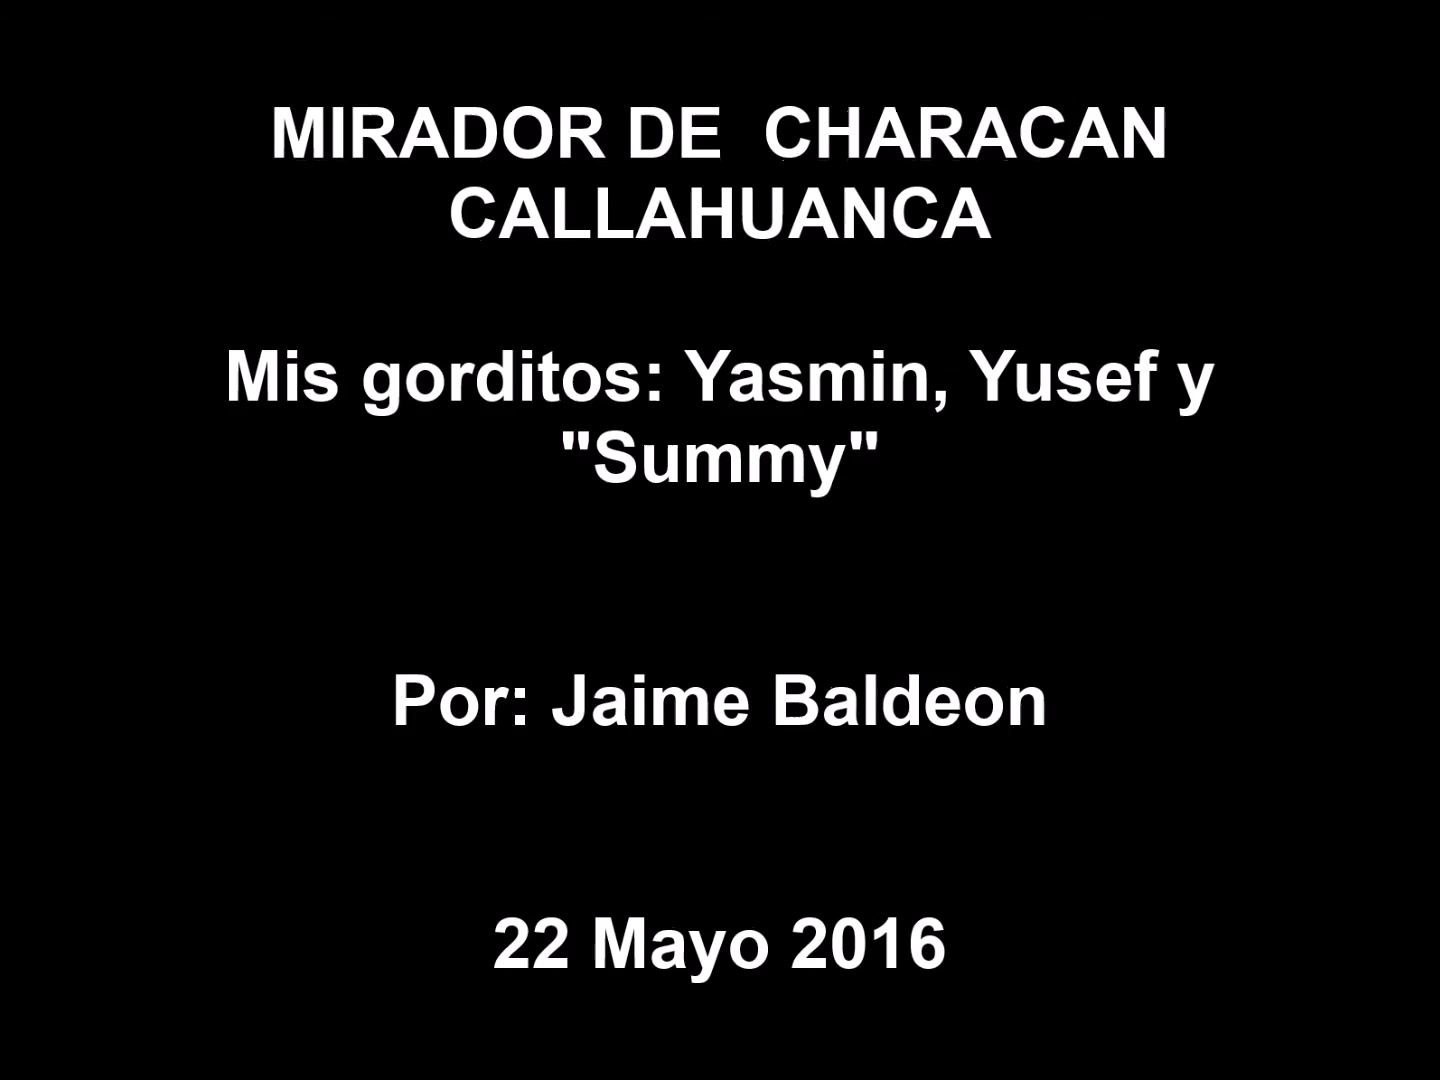 MIRADOR DE  CHARACAN
CALLAHUANCA
Mis gorditos: Yasmin, Yusef y
"Summy"
Por: Jaime Baldeon
22 Mayo 2016